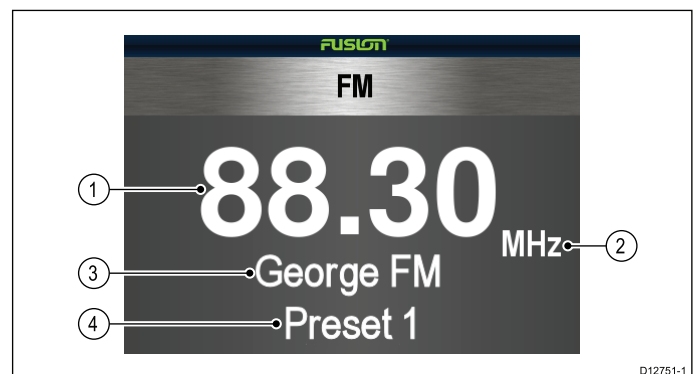 FUSION
FM
1
88.30
MHz
2
3
George FM
4
Preset 1
D12751-1